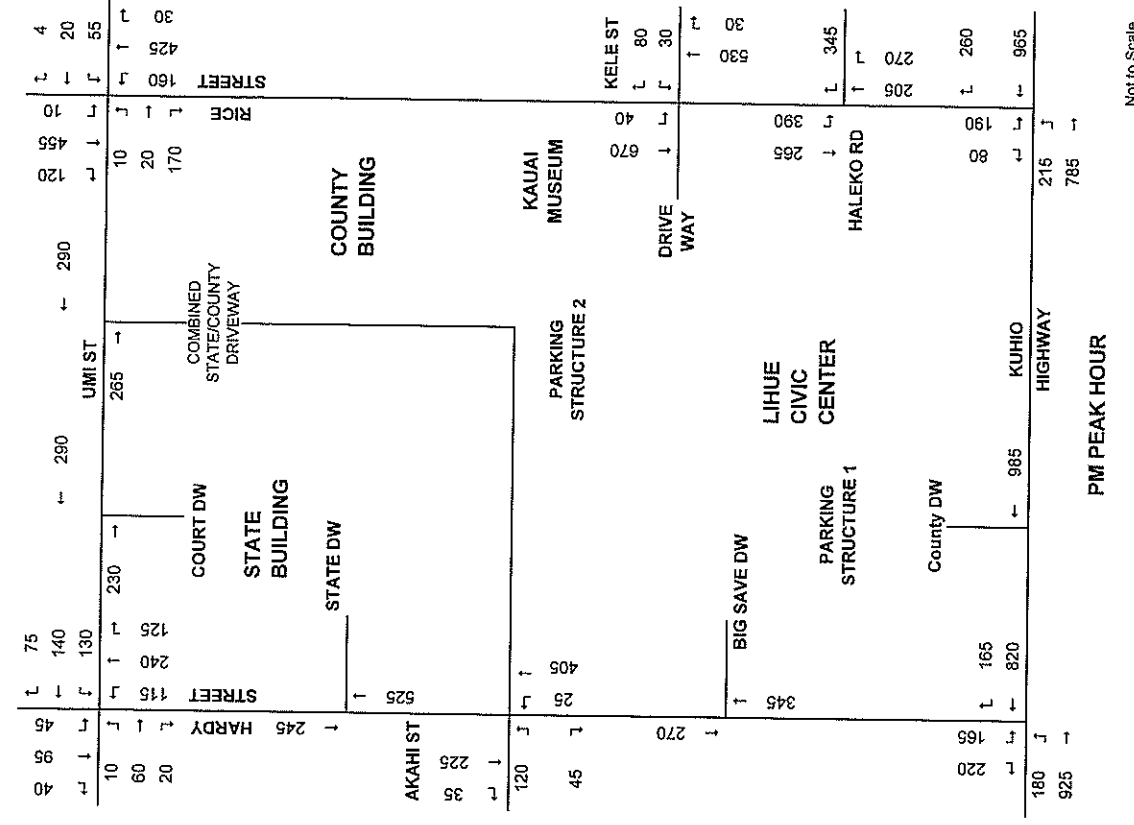 4
20
55
30
425
160
STREET
10
455
120
RICE
10
20
170
290
UMI ST
265
290
230
COMBINED
STATE/COUNTY
DRIVEWAY
COUNTY
BUILDING
KAUAI
MUSEUM
KELE ST
80
30
30
530
40
670
DRIVE
WAY
345
270
205
390
265
HALEKO RD
260
965
190
80
215
785
PARKING
STRUCTURE 2
LIHUE
CIVIC
CENTER
KUHIO
HIGHWAY
COURT DW
STATE
BUILDING
STATE DW
75
140
130
125
240
115
STREET
45
95
40
10
60
20
HARDY
245
525
AKAHI ST
225
35
120
45
405
25
BIG SAVE DW
345
270
PARKING
STRUCTURE 1
County DW
985
165
820
165
220
180
925
PM PEAK HOUR
Not to Scale